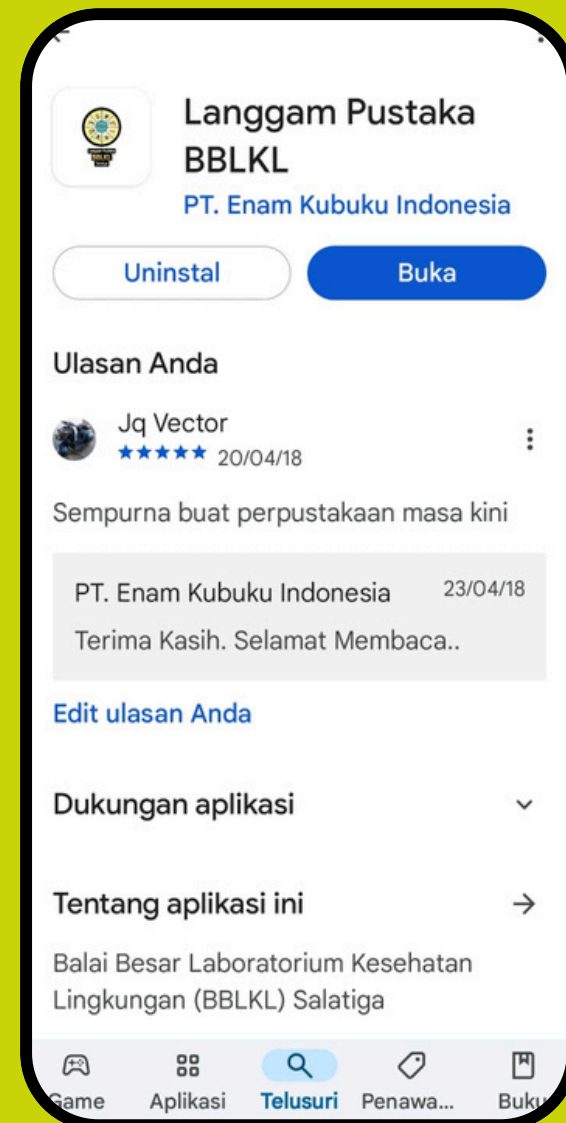 Langgam Pustaka
BBLKL
PT. Enam Kubuku Indonesia
Uninstal
Buka
Ulasan Anda
Jq Vector
20/04/18
Sempurna buat perpustakaan masa kini
PT. Enam Kubuku Indonesia
23/04/18
Terima Kasih. Selamat Membaca..
Edit ulasan Anda
Dukungan aplikasi
Tentang aplikasi ini
Balai Besar Laboratorium Kesehatan
Lingkungan (BBLKL) Salatiga
Game
Aplikasi
Telusuri
Penawa...
Buku